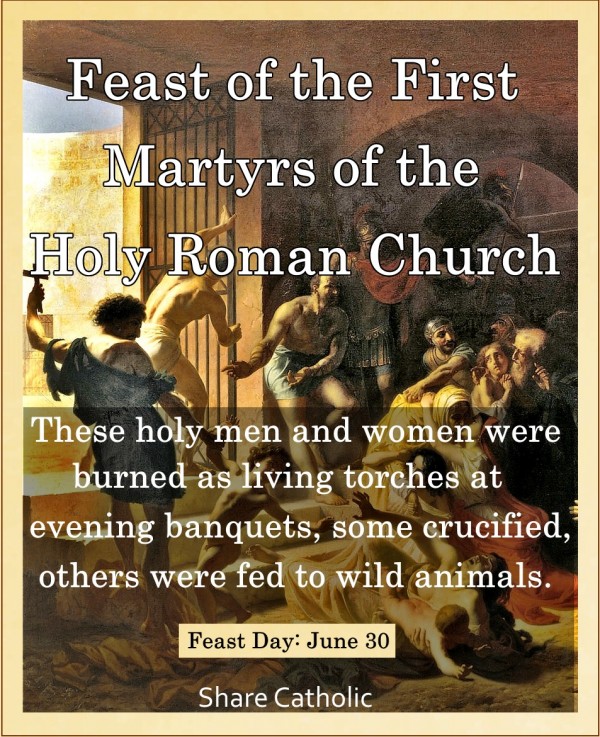 Feast of the First
Martyrs of the
Holy Roman Church
These holy men and women were
burned as living torches at
evening banquets, some crucified,
others were fed to wild animals.
Feast Day: June 30
Share Catholic